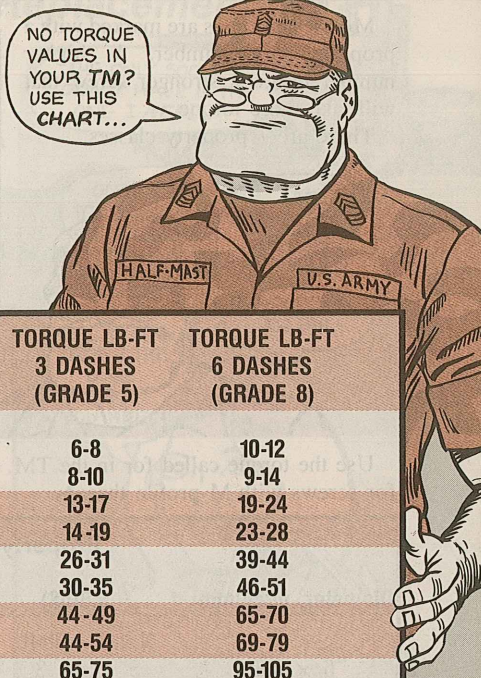 NO TORQUE
VALUES IN
YOUR TM?
USE THIS
CHART...
HALF-MAST
U.S. ARMY
TORQUE LB-FT TORQUE LB-FT
3 DASHES 6 DASHES
(GRADE 5) (GRADE 8)
6-8 10-12
8-10 9-14
13-17 19-24
14-19 23-28
26-31 39-44
30-35 46-51
44-49 65-70
44-54 69-79
65-75 95-105